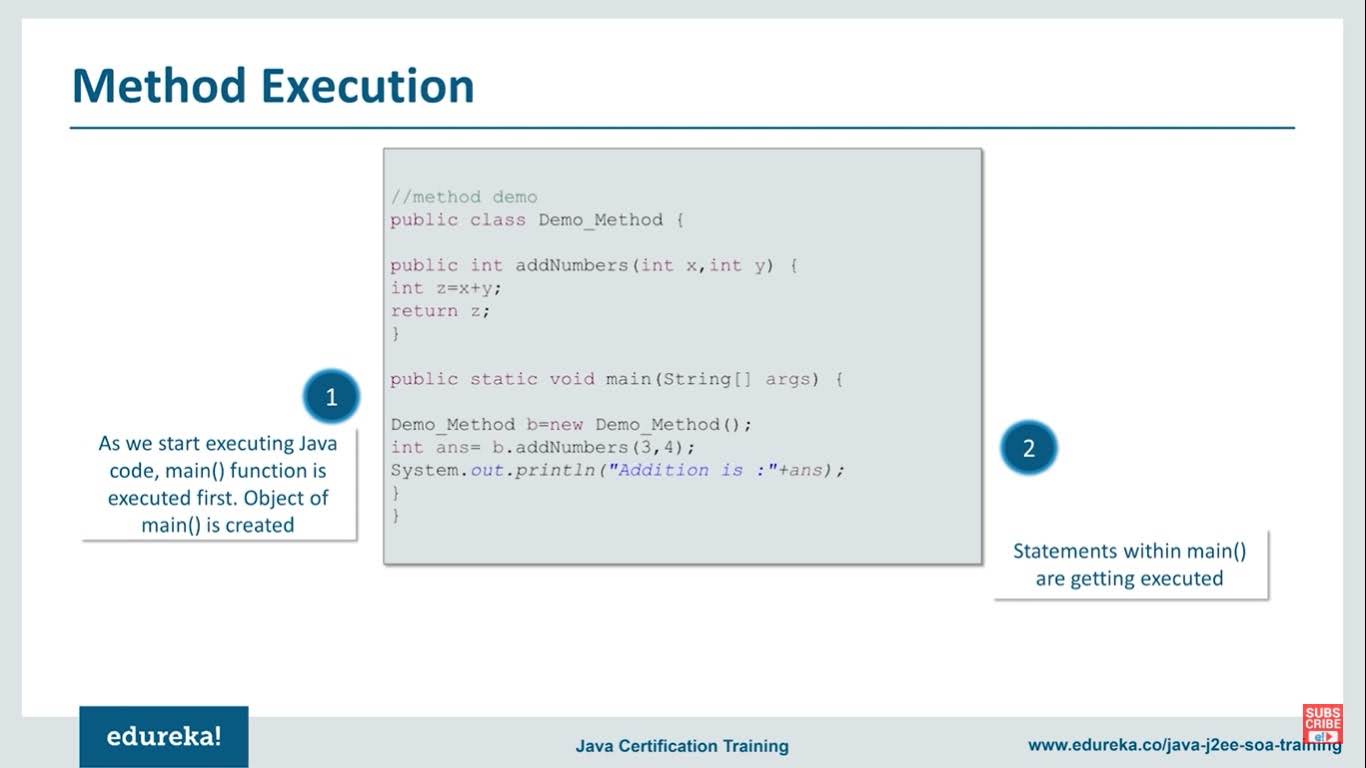 Method Execution
//method demo
public class Demo_Method {
public int addNumbers(int x,int y) {
int z=x+y;
return z;
}
public static void main(String[] args) {
Demo_Method b=new Demo_Method();
int ans= b.addNumbers(3,4);
System.out.println("Addition is :"+ans);
}
}
1
As we start executing Java
code, main() function is
executed first. Object of
main() is created
2
Statements within main()
are getting executed
edureka!
Java Certification Training
www.edureka.co/java-j2ee-soa-training
SUBS
CRIBE
e!